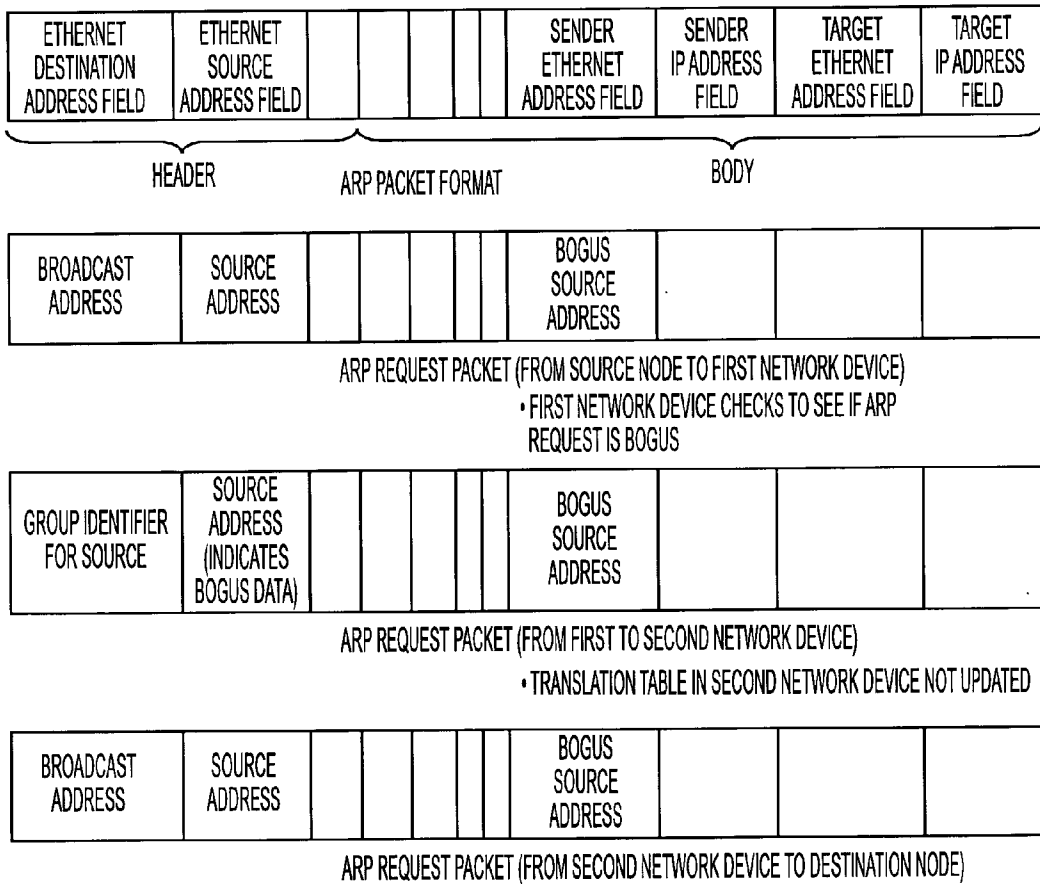 ETHERNET
DESTINATION
ADDRESS FIELD
ETHERNET
SOURCE
ADDRESS FIELD
SENDER
ETHERNET
ADDRESS FIELD
SENDER
IP ADDRESS
FIELD
TARGET
ETHERNET
ADDRESS FIELD
TARGET
IP ADDRESS
FIELD
HEADER
ARP PACKET FORMAT
BODY
BROADCAST
ADDRESS
SOURCE
ADDRESS
BOGUS
SOURCE
ADDRESS
ARP REQUEST PACKET (FROM SOURCE NODE TO FIRST NETWORK DEVICE)
• FIRST NETWORK DEVICE CHECKS TO SEE IF ARP
REQUEST IS BOGUS
GROUP IDENTIFIER
FOR SOURCE
SOURCE
ADDRESS
(INDICATES
BOGUS DATA)
BOGUS
SOURCE
ADDRESS
ARP REQUEST PACKET (FROM FIRST TO SECOND NETWORK DEVICE)
• TRANSLATION TABLE IN SECOND NETWORK DEVICE NOT UPDATED
BROADCAST
ADDRESS
SOURCE
ADDRESS
BOGUS
SOURCE
ADDRESS
ARP REQUEST PACKET (FROM SECOND NETWORK DEVICE TO DESTINATION NODE)